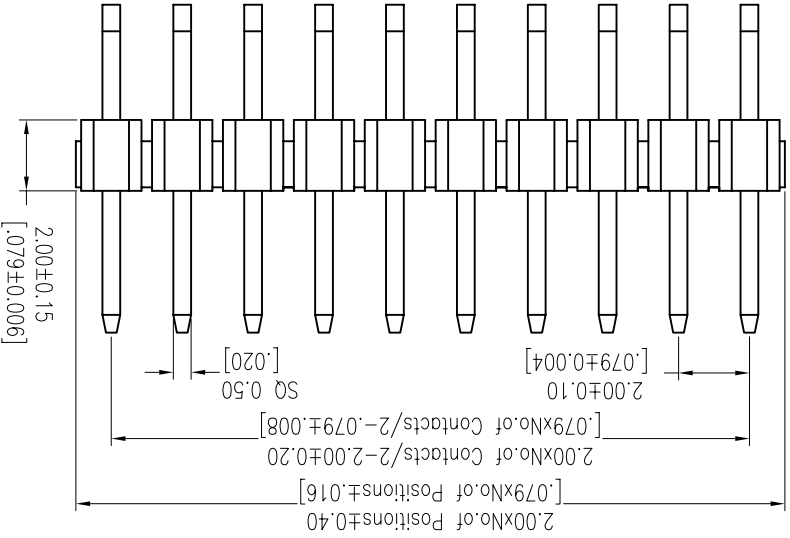 2.00xNo.of Positions±0.40
[.079xNo.of Positions±.016]
2.00xNo.of Contacts/2-2.00±0.20
[.079xNo.of Contacts/2-.079±.008]
2.00±0.10
[.079±0.004]
SQ 0.50
[.020]
2.00±0.15
[.079±0.006]